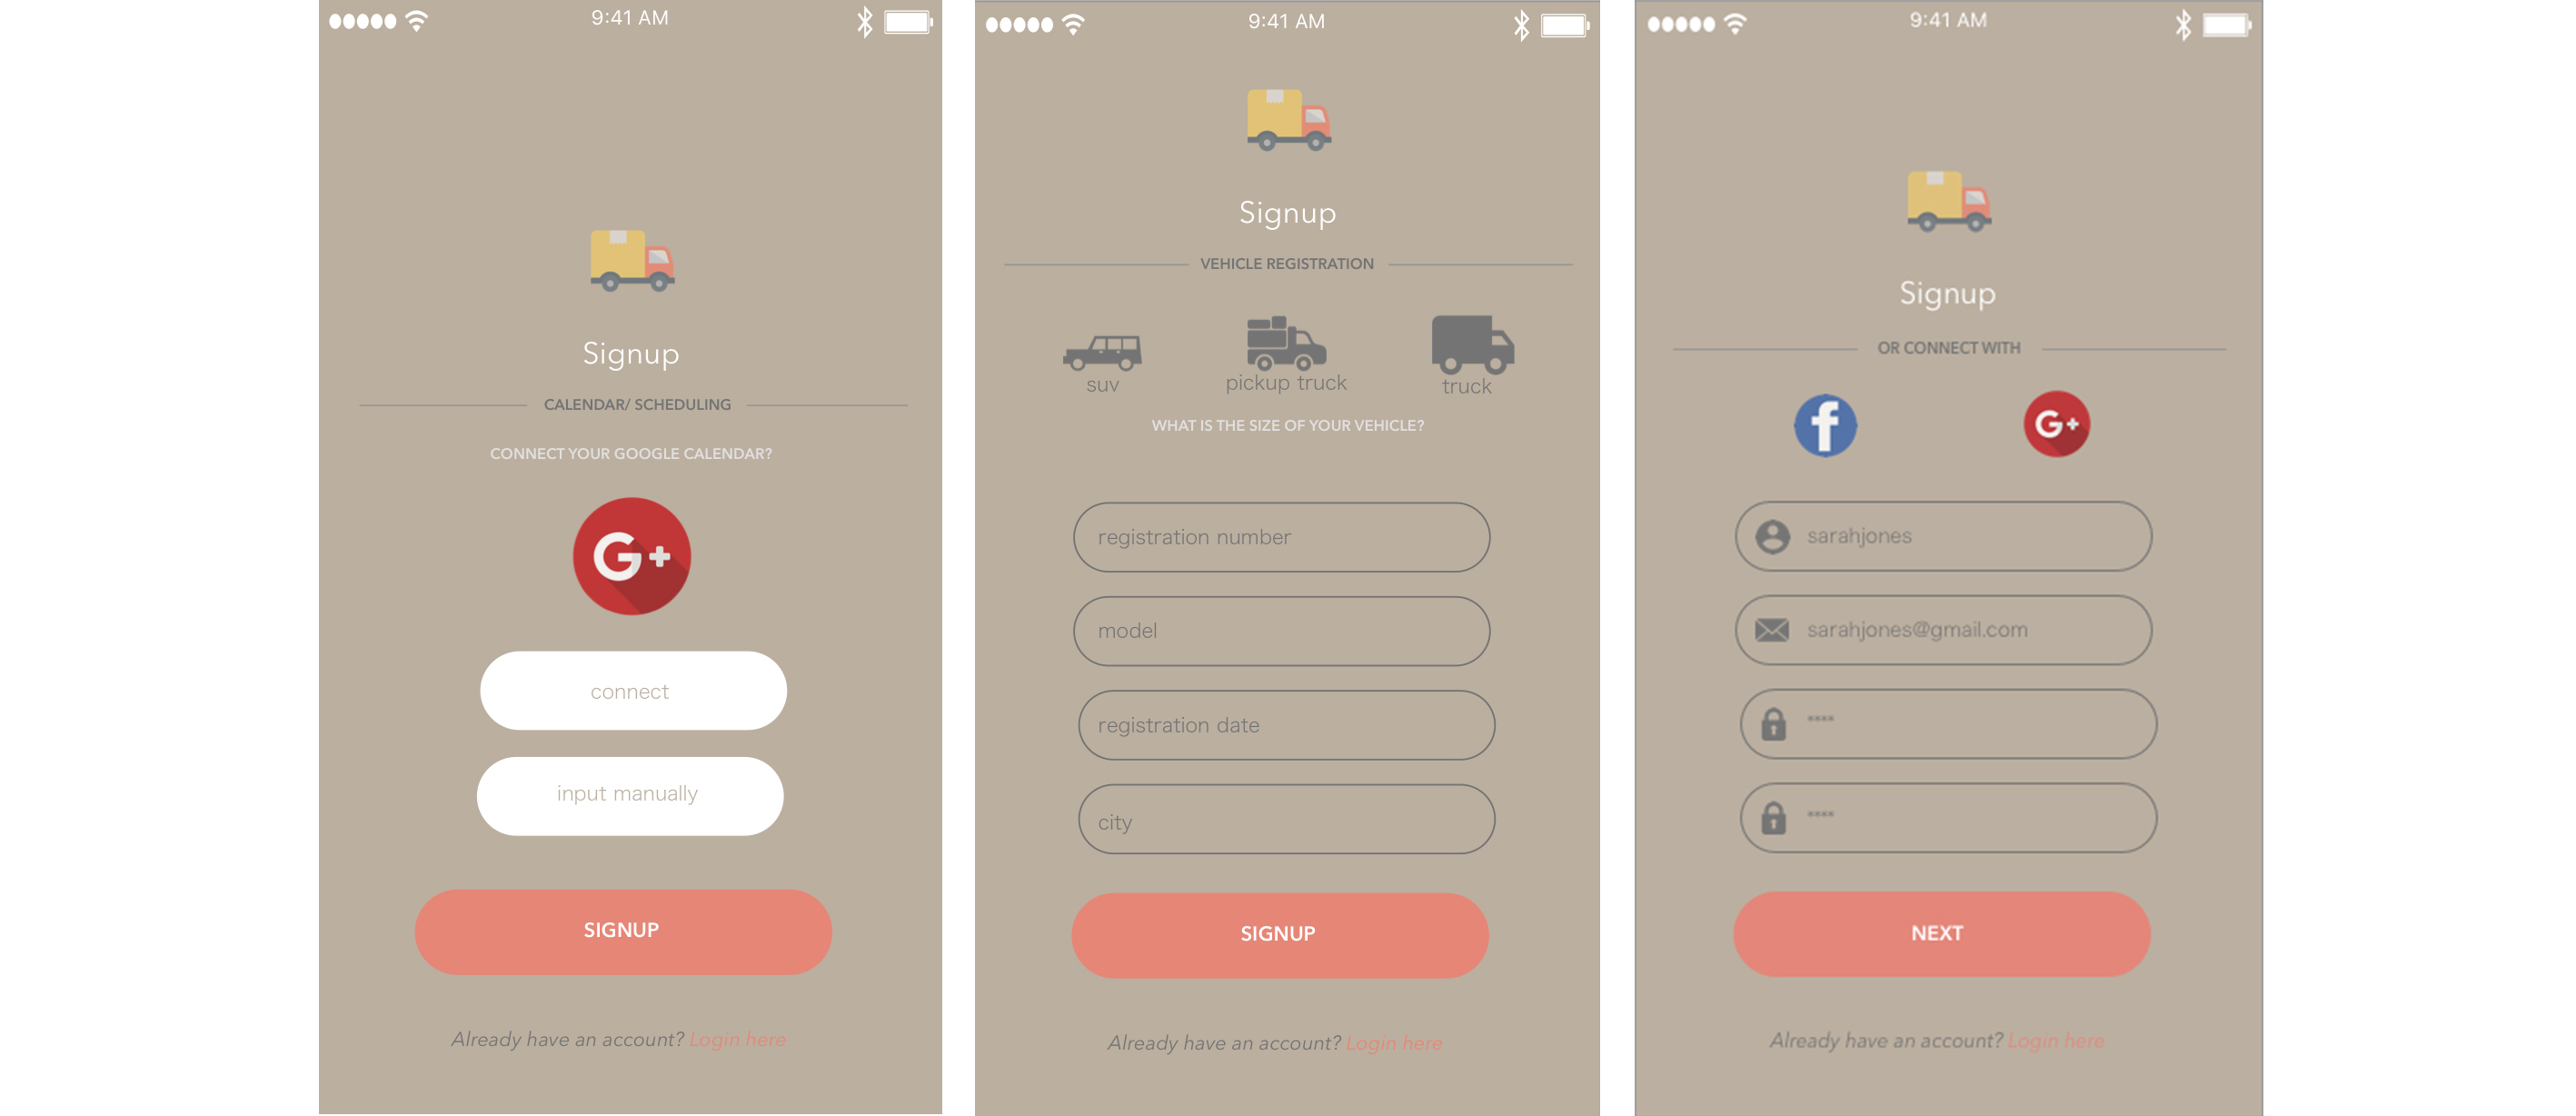 9:41 AM
Signup
CALENDAR/ SCHEDULING
CONNECT YOUR GOOGLE CALENDAR?
G+
connect
input manually
SIGNUP
Already have an account? Login here
9:41 AM
Signup
VEHICLE REGISTRATION
suv
pickup truck
truck
WHAT IS THE SIZE OF YOUR VEHICLE?
registration number
model
registration date
city
SIGNUP
Already have an account? Login here
9:41 AM
Signup
OR CONNECT WITH
f
G+
sarahjones
sarahjones@gmail.com
****
****
NEXT
Already have an account? Login here